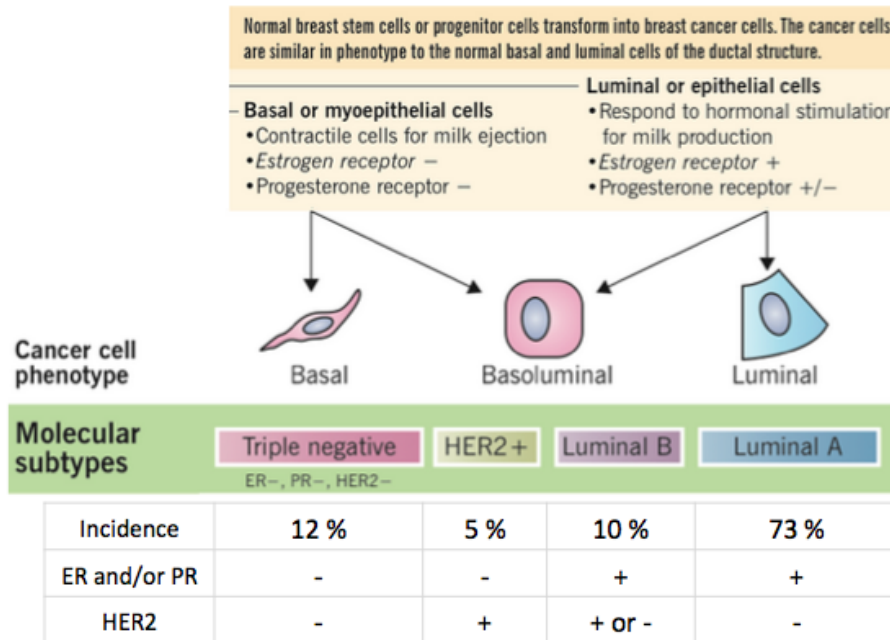 Normal breast stem cells or progenitor cells transform into breast cancer cells. The cancer cells
are similar in phenotype to the normal basal and luminal cells of the ductal structure.
Basal or myoepithelial cells
•Contractile cells for milk ejection
•Estrogen receptor –
•Progesterone receptor –
Luminal or epithelial cells
•Respond to hormonal stimulation
for milk production
•Estrogen receptor +
•Progesterone receptor +/–
Cancer cell
phenotype
Basal
Basoluminal
Luminal
Molecular
subtypes
Triple negative
ER–, PR–, HER2–
HER2+
Luminal B
Luminal A
Incidence 12 % 5 % 10 % 73 %
ER and/or PR - - + +
HER2 - + + or - -